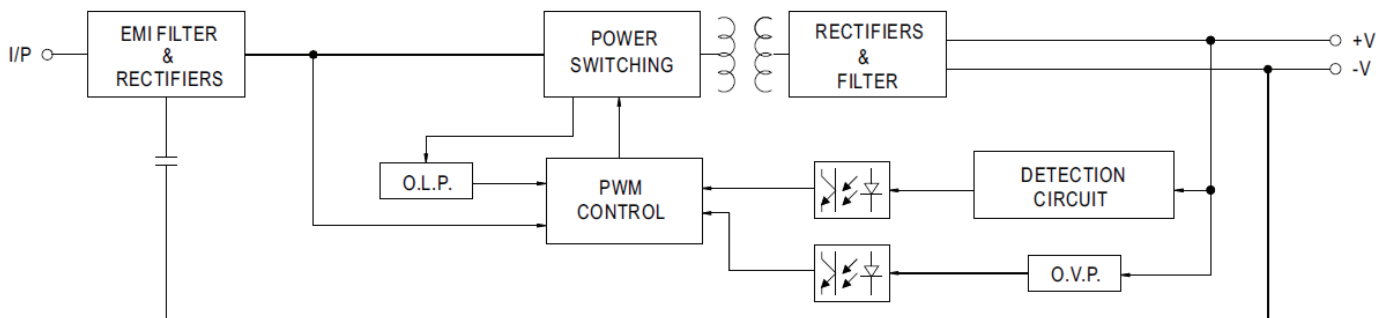 I/P
EMI FILTER
&
RECTIFIERS
POWER
SWITCHING
RECTIFIERS
&
FILTER
+V
-V
O.L.P.
PWM
CONTROL
DETECTION
CIRCUIT
O.V.P.